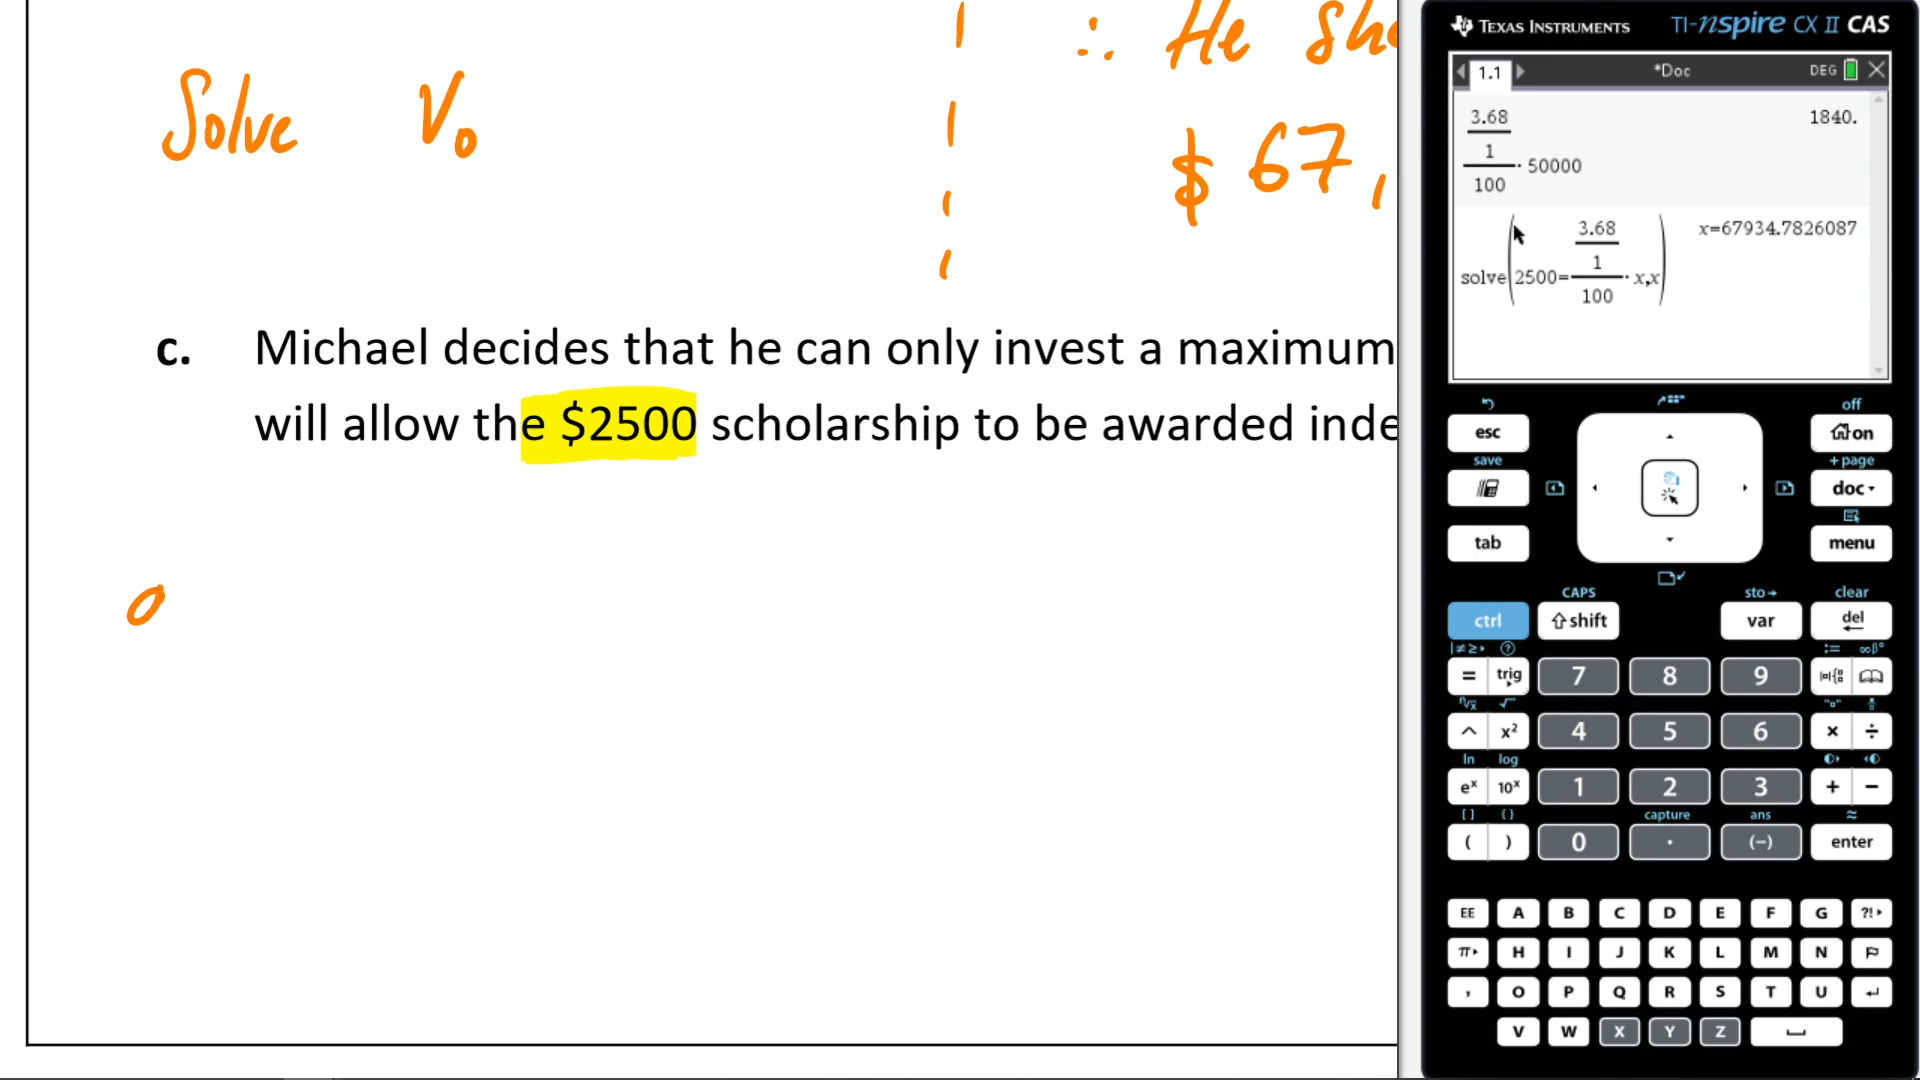 ∴ He
Solve V₀
$ 67,
c. Michael decides that he can only invest a maximum
will allow the $2500 scholarship to be awarded
TEXAS INSTRUMENTS TI-nspire CX II CAS
1.1 *Doc DEG
3.68
1
100
· 50000
1840.
solve(2500=
3.68
1
100
· x,x)
x=67934.7826087
off
esc on
save + page
doc
tab menu
CAPS sto→ clear
ctrl shift var del
|≠≥▸ ? := ∞β°
= trig 7 8 9
ⁿ√x √ "▫"
^ x² 4 5 6 × ÷
ln log
eˣ 10ˣ 1 2 3 + −
[ ] { } capture ans ≈
( ) 0 . (−) enter
EE A B C D E F G ?!▸
π▸ H I J K L M N
, O P Q R S T U ↵
V W X Y Z